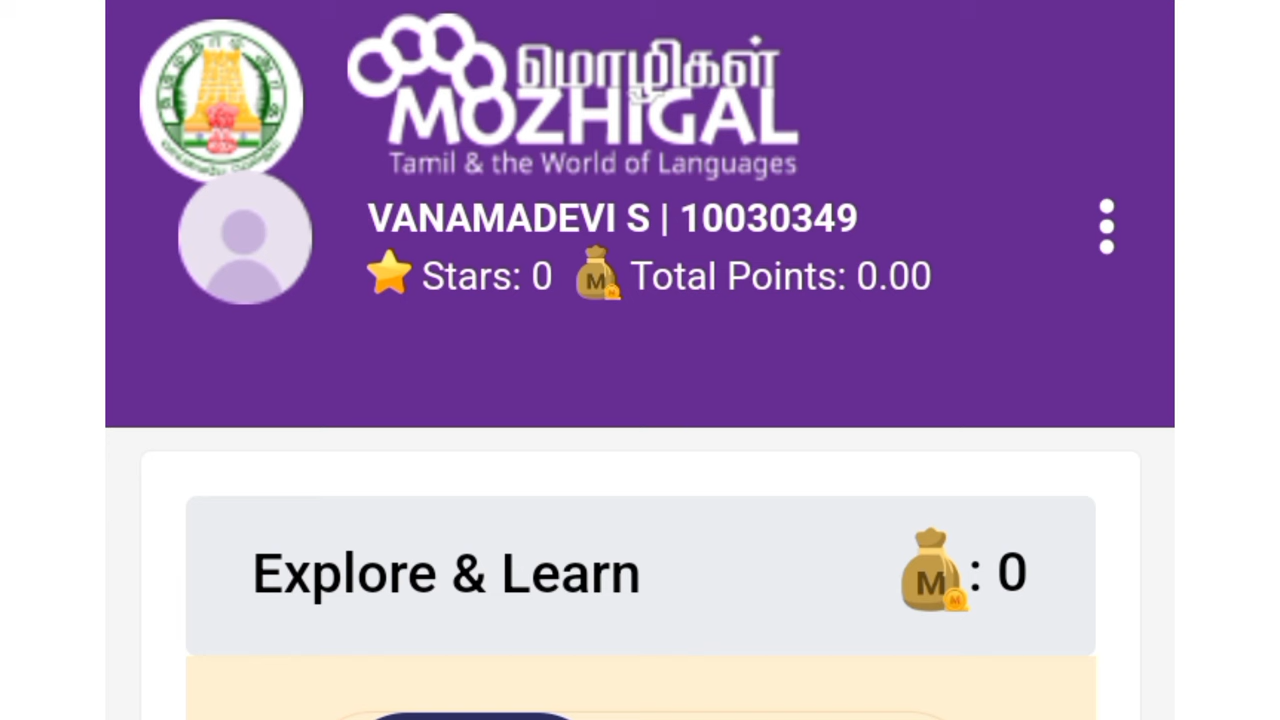 மொழிகள்
MOZHIGAL
Tamil & the World of Languages
VANAMADEVI S | 10030349
Stars: 0 M Total Points: 0.00
Explore & Learn M : 0